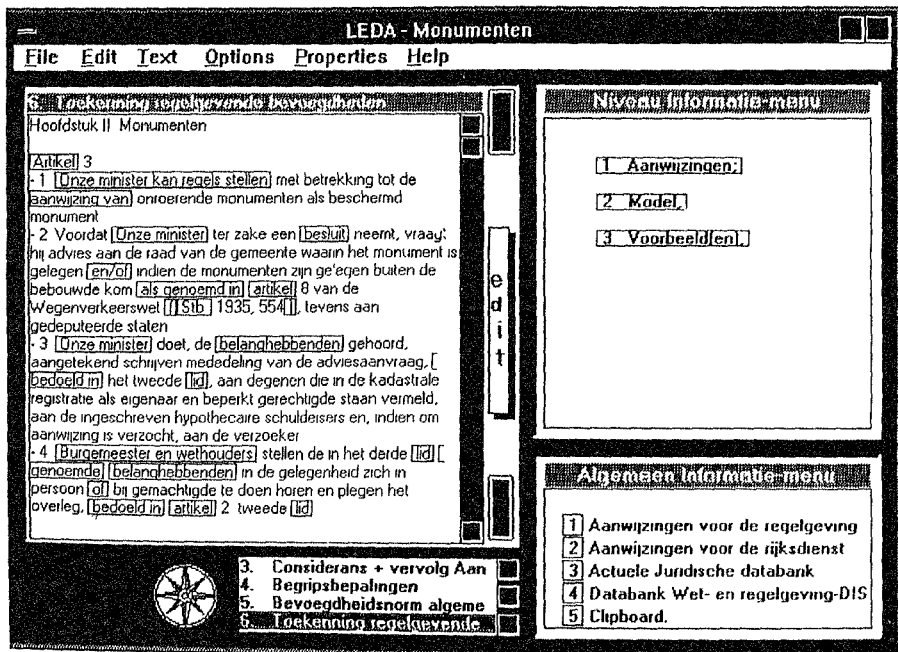 LEDA - Monumenten
File Edit Text Options Properties Help
6. Toekenning regelgevende bevoegdheden
Hoofdstuk II Monumenten
Artikel 3
- 1 Onze minister kan regels stellen met betrekking tot de
aanwijzing van onroerende monumenten als beschermd
monument
- 2 Voordat Onze minister ter zake een besluit neemt, vraagt
hij advies aan de raad van de gemeente waarin het monument is
gelegen en/of indien de monumenten zijn ge'egen buiten de
bebouwde kom als genoemd in artikel 8 van de
Wegenverkeerswet [(Stb. 1935, 554)], tevens aan
gedeputeerde staten
- 3 Onze minister doet, de belanghebbenden gehoord,
aangetekend schrijven mededeling van de adviesaanvraag, [
bedoeld in het tweede lid, aan degenen die in de kadastrale
registratie als eigenaar en beperkt gerechtigde staan vermeld,
aan de ingeschreven hypothecaire schuldeisers en, indien om
aanwijzing is verzocht, aan de verzoeker
- 4 Burgemeester en wethouders stellen de in het derde lid [
genoemde belanghebbenden in de gelegenheid zich in
persoon of bij gemachtigde te doen horen en plegen het
overleg, bedoeld in artikel 2 tweede lid
edit
3. Considerans + vervolg Aan
4. Begripsbepalingen
5. Bevoegdheidsnorm algeme
6. Toekenning regelgevende
Niveau Informatie-menu
1 Aanwijzingen;
2 Model,
3 Voorbeeld(en),
Algemeen Informatie-menu
1 Aanwijzingen voor de regelgeving
2 Aanwijzingen voor de rijksdienst
3 Actuele Juridische databank
4 Databank Wet- en regelgeving-DIS
5 Clipboard.